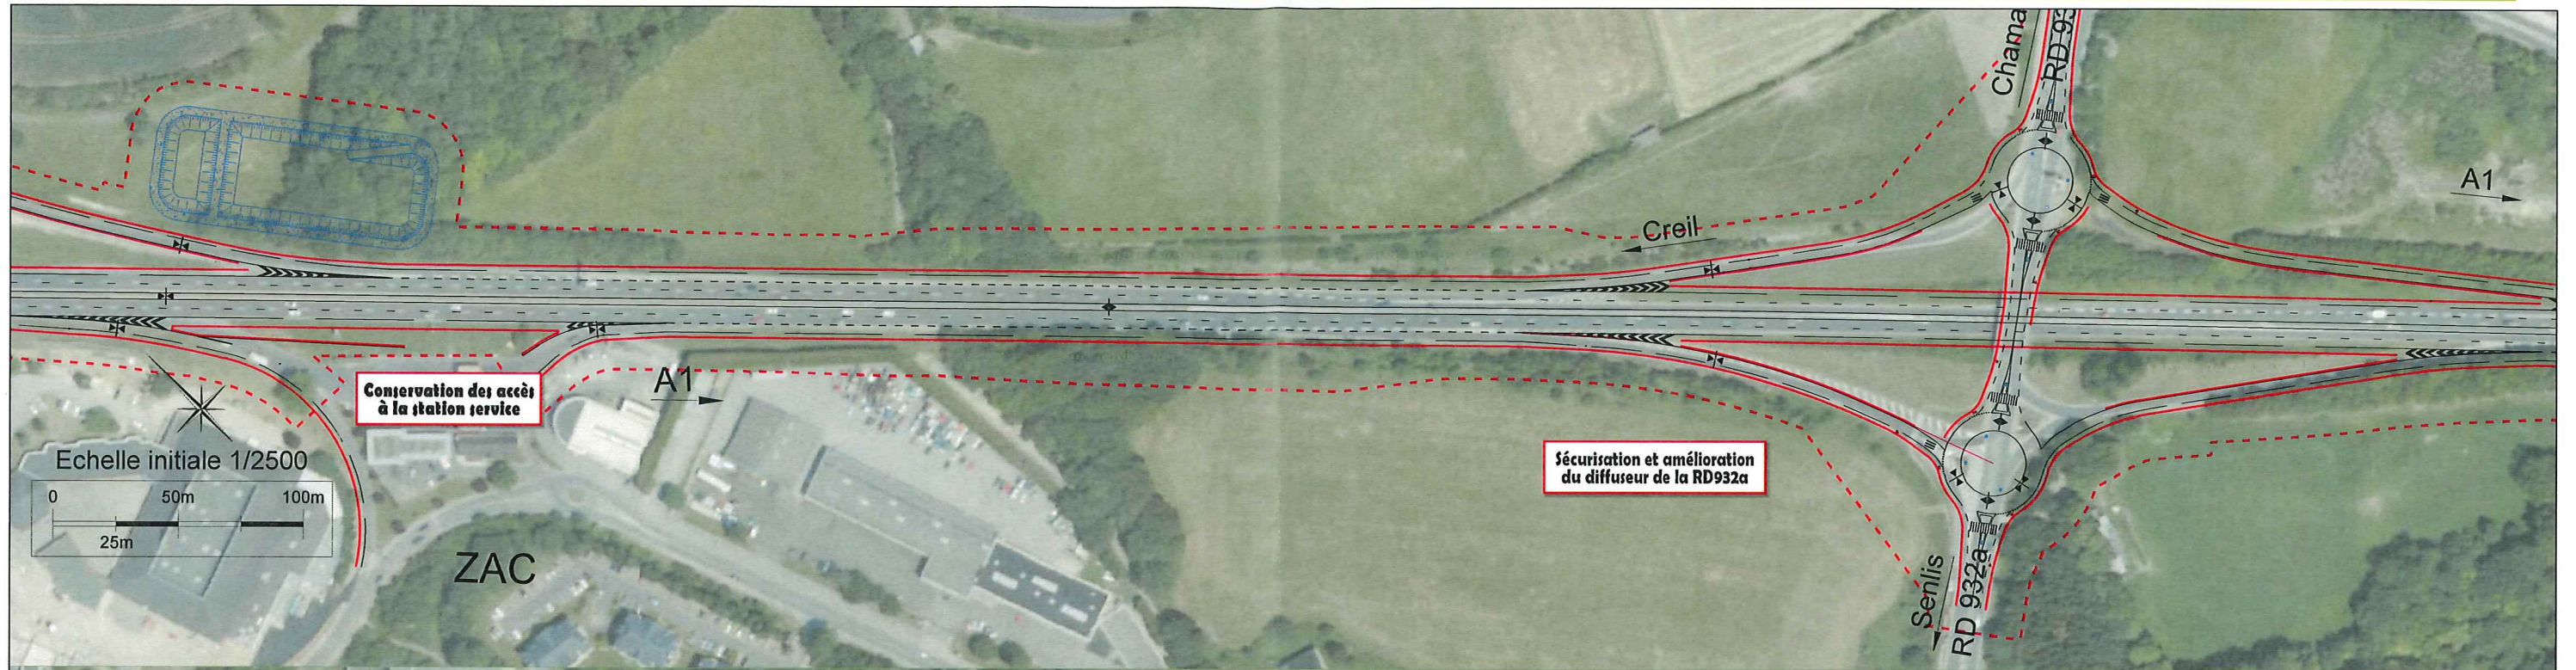 Chama
RD 93
A1
Creil
Conservation des accès
à la station service
A1
Echelle initiale 1/2500
0 50m 100m
25m
Sécurisation et amélioration
du diffuseur de la RD932a
ZAC
Senlis
RD 932a